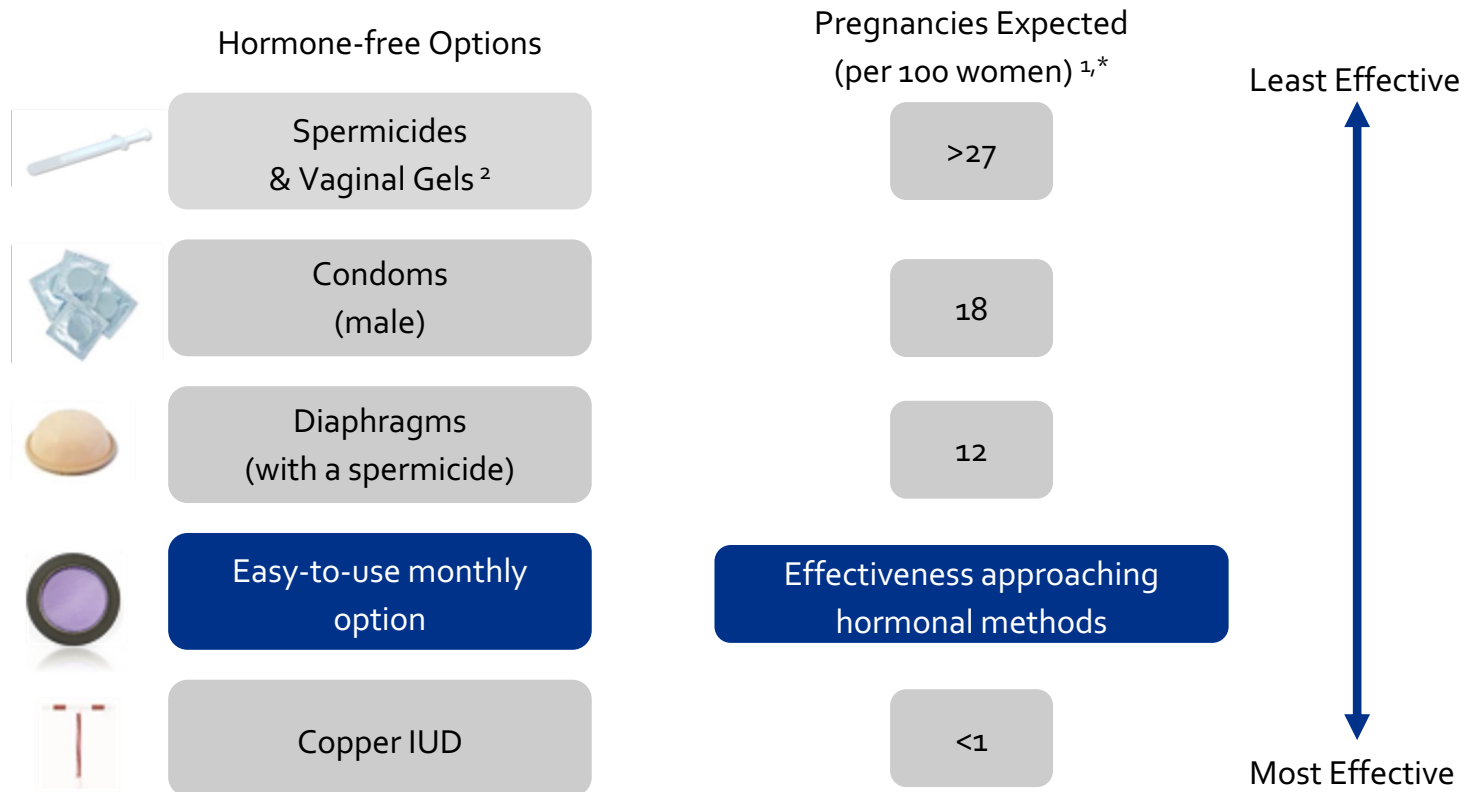 Hormone-free Options
Pregnancies Expected
(per 100 women) 1,*
Least Effective
Spermicides
& Vaginal Gels 2
>27
Condoms
(male)
18
Diaphragms
(with a spermicide)
12
Easy-to-use monthly
option
Effectiveness approaching
hormonal methods
Copper IUD
<1
Most Effective